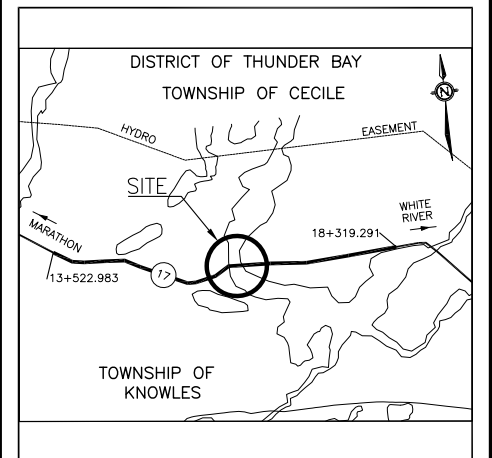 DISTRICT OF THUNDER BAY
TOWNSHIP OF CECILE
N
HYDRO
EASEMENT
SITE
WHITE
RIVER
MARATHON
18+319.291
13+522.983
17
TOWNSHIP OF
KNOWLES